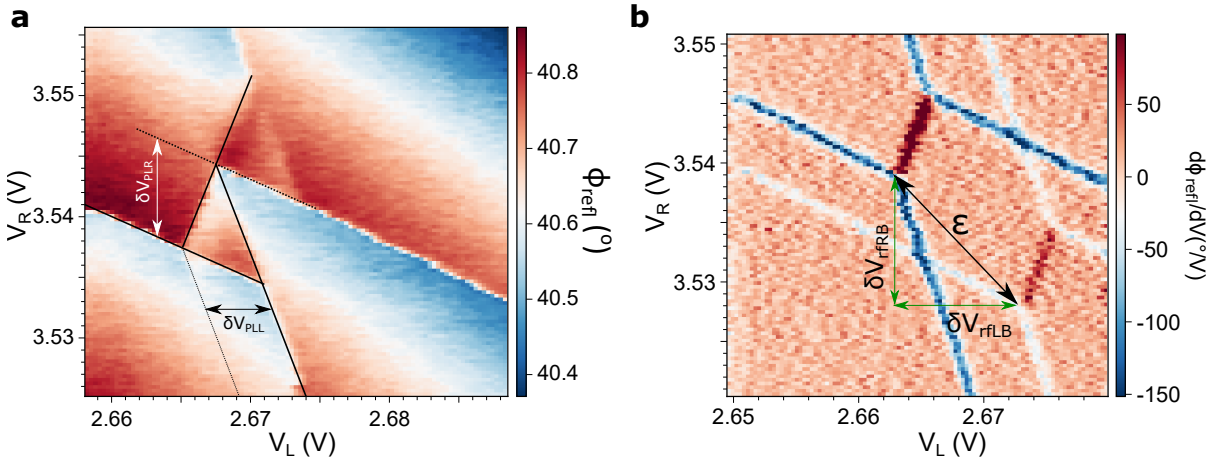 a
V_R (V)
3.55
3.54
3.53
δV_PLR
δV_PLL
2.66
2.67
2.68
V_L (V)
40.8
40.7
40.6
40.5
40.4
ϕ_refl (º)
b
V_R (V)
3.55
3.54
3.53
ε
δV_rfRB
δV_rfLB
2.65
2.66
2.67
V_L (V)
50
0
-50
-100
-150
dϕ_refl/dV(°/V)